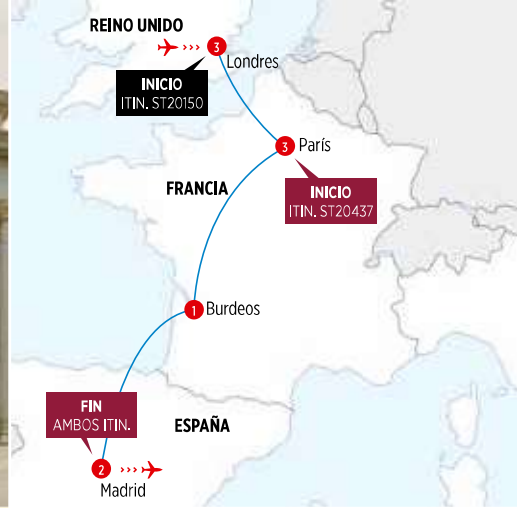 REINO UNIDO
3
Londres
INICIO
ITIN. ST20150
3
París
FRANCIA
INICIO
ITIN. ST20437
1
Burdeos
FIN
AMBOS ITIN.
ESPAÑA
2
Madrid